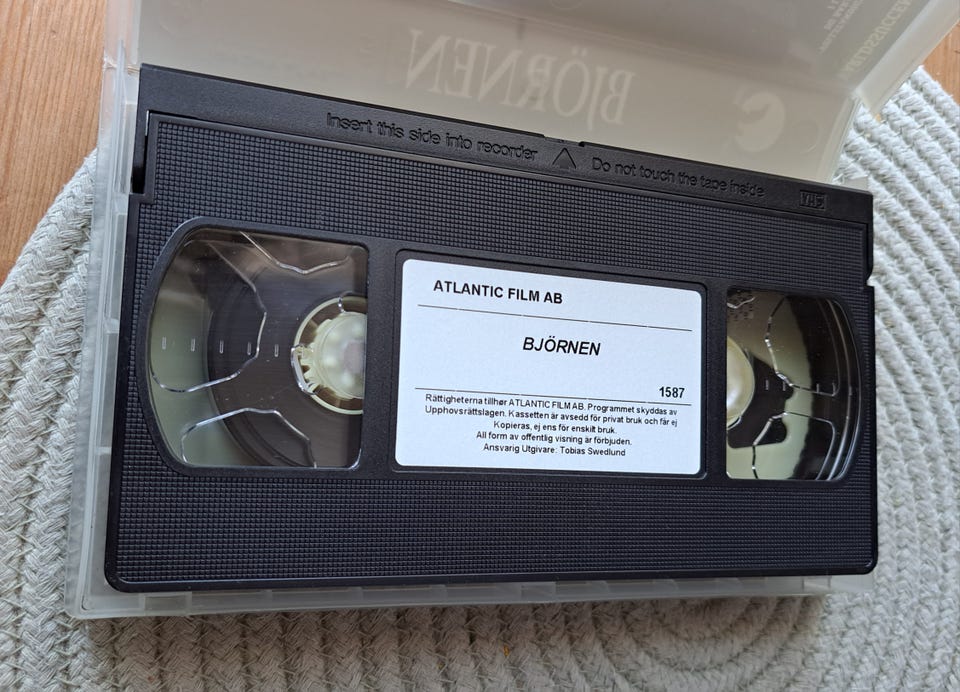 BJÖRNEN
Insert this side into recorder △ Do not touch the tape inside VHS
ATLANTIC FILM AB
BJÖRNEN
1587
Rättigheterna tillhør ATLANTIC FILM AB. Programmet skyddas av
Upphovsrättslagen. Kassetten är avsedd för privat bruk och får ej
Kopieras, ej ens för enskilt bruk.
All form av offentlig visning är förbjuden.
Ansvarig Utgivare: Tobias Swedlund